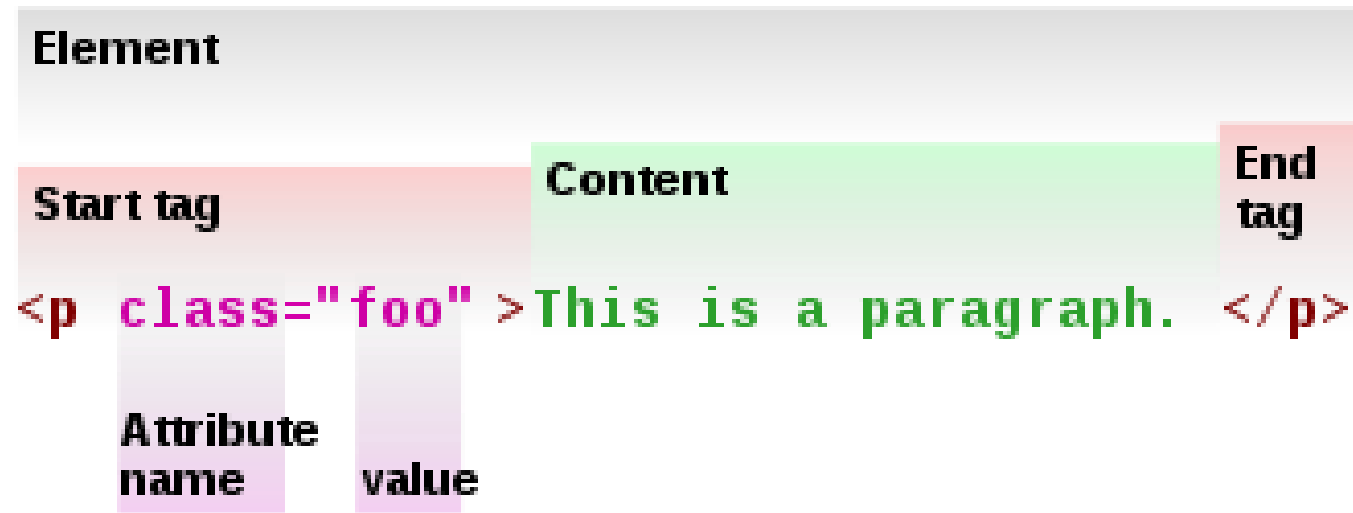 Element
Start tag
Content
End
tag
<p class="foo" >This is a paragraph. </p>
Attribute
name
value